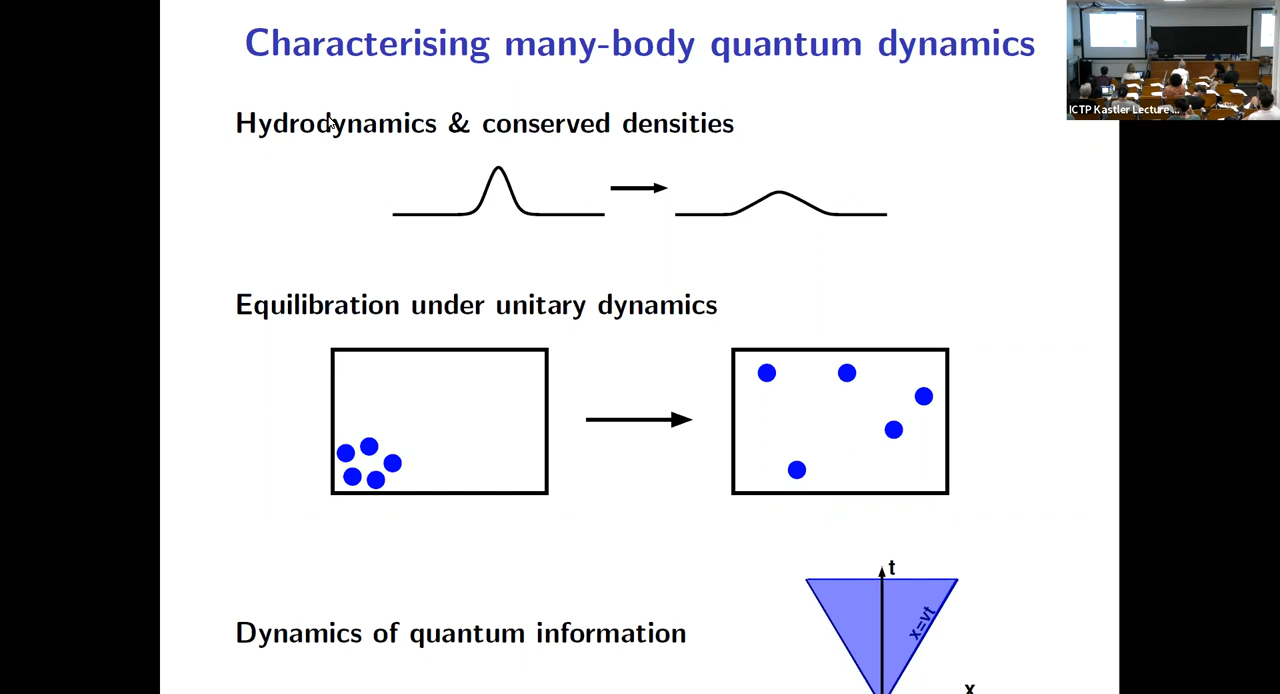 Characterising many-body quantum dynamics
ICTP Kastler Lecture ...
Hydrodynamics & conserved densities
Equilibration under unitary dynamics
t
x=vt
Dynamics of quantum information
x